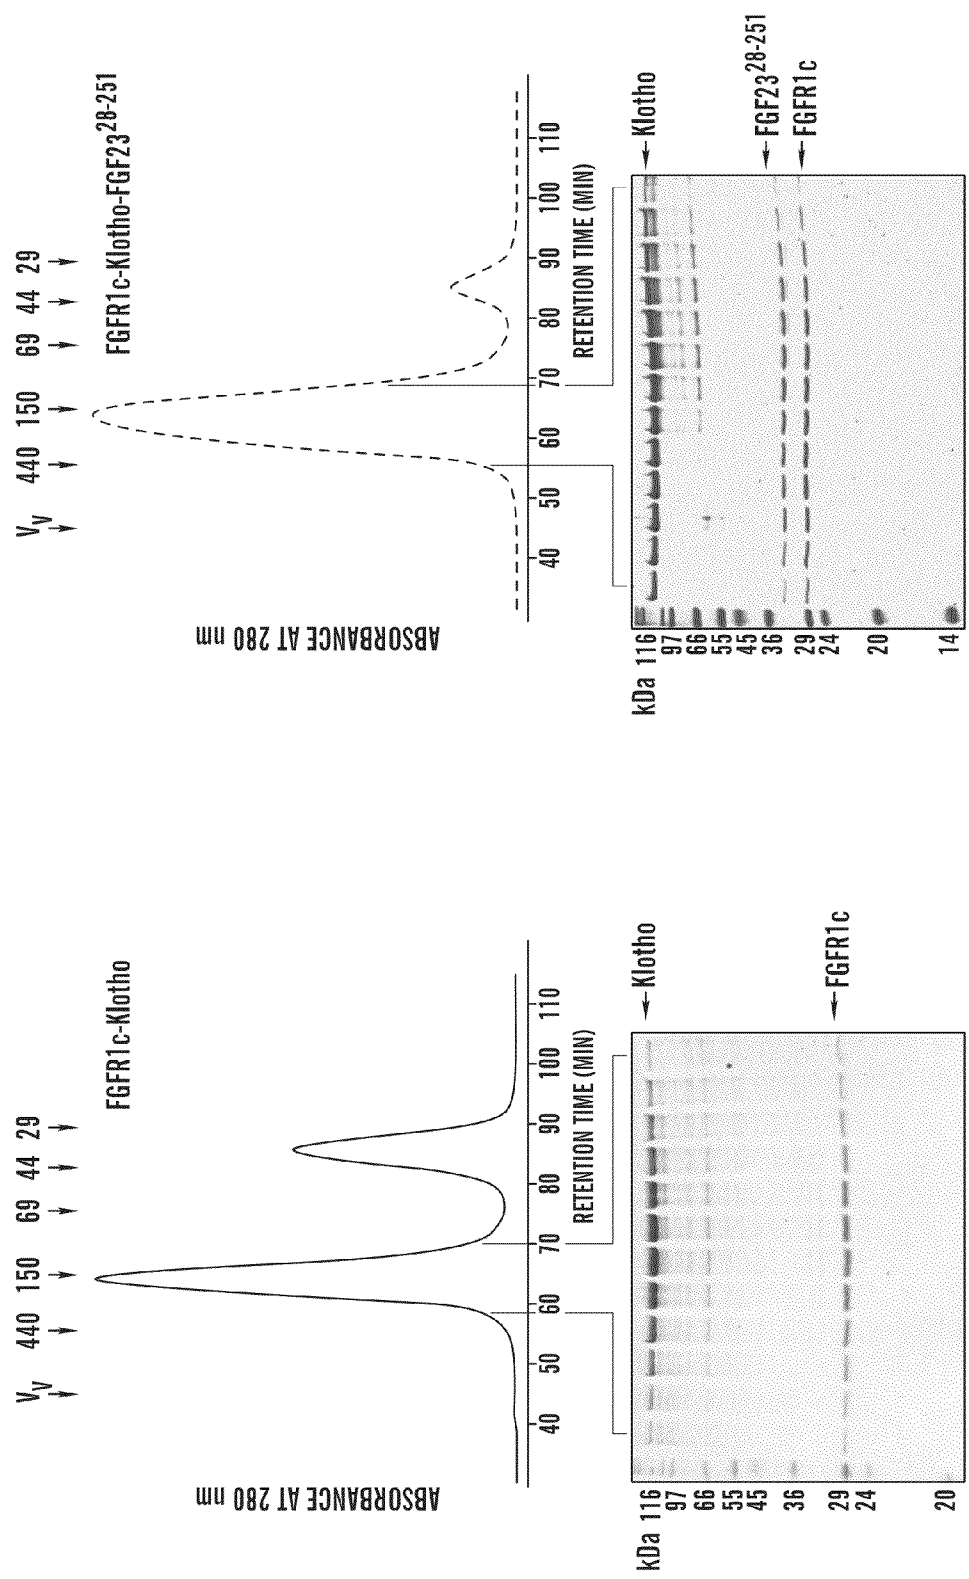 FGFR1c-Klotho
V_V 440 150 69 44 29
ABSORBANCE AT 280 nm
40 50 60 70 80 90 100 110
RETENTION TIME (MIN)
kDa
116
97
66
55
45
36
29
24
20
Klotho
FGFR1c
FGFR1c-Klotho-FGF23^28-251
V_V 440 150 69 44 29
ABSORBANCE AT 280 nm
40 50 60 70 80 90 100 110
RETENTION TIME (MIN)
kDa
116
97
66
55
45
36
29
24
20
14
Klotho
FGF23^28-251
FGFR1c